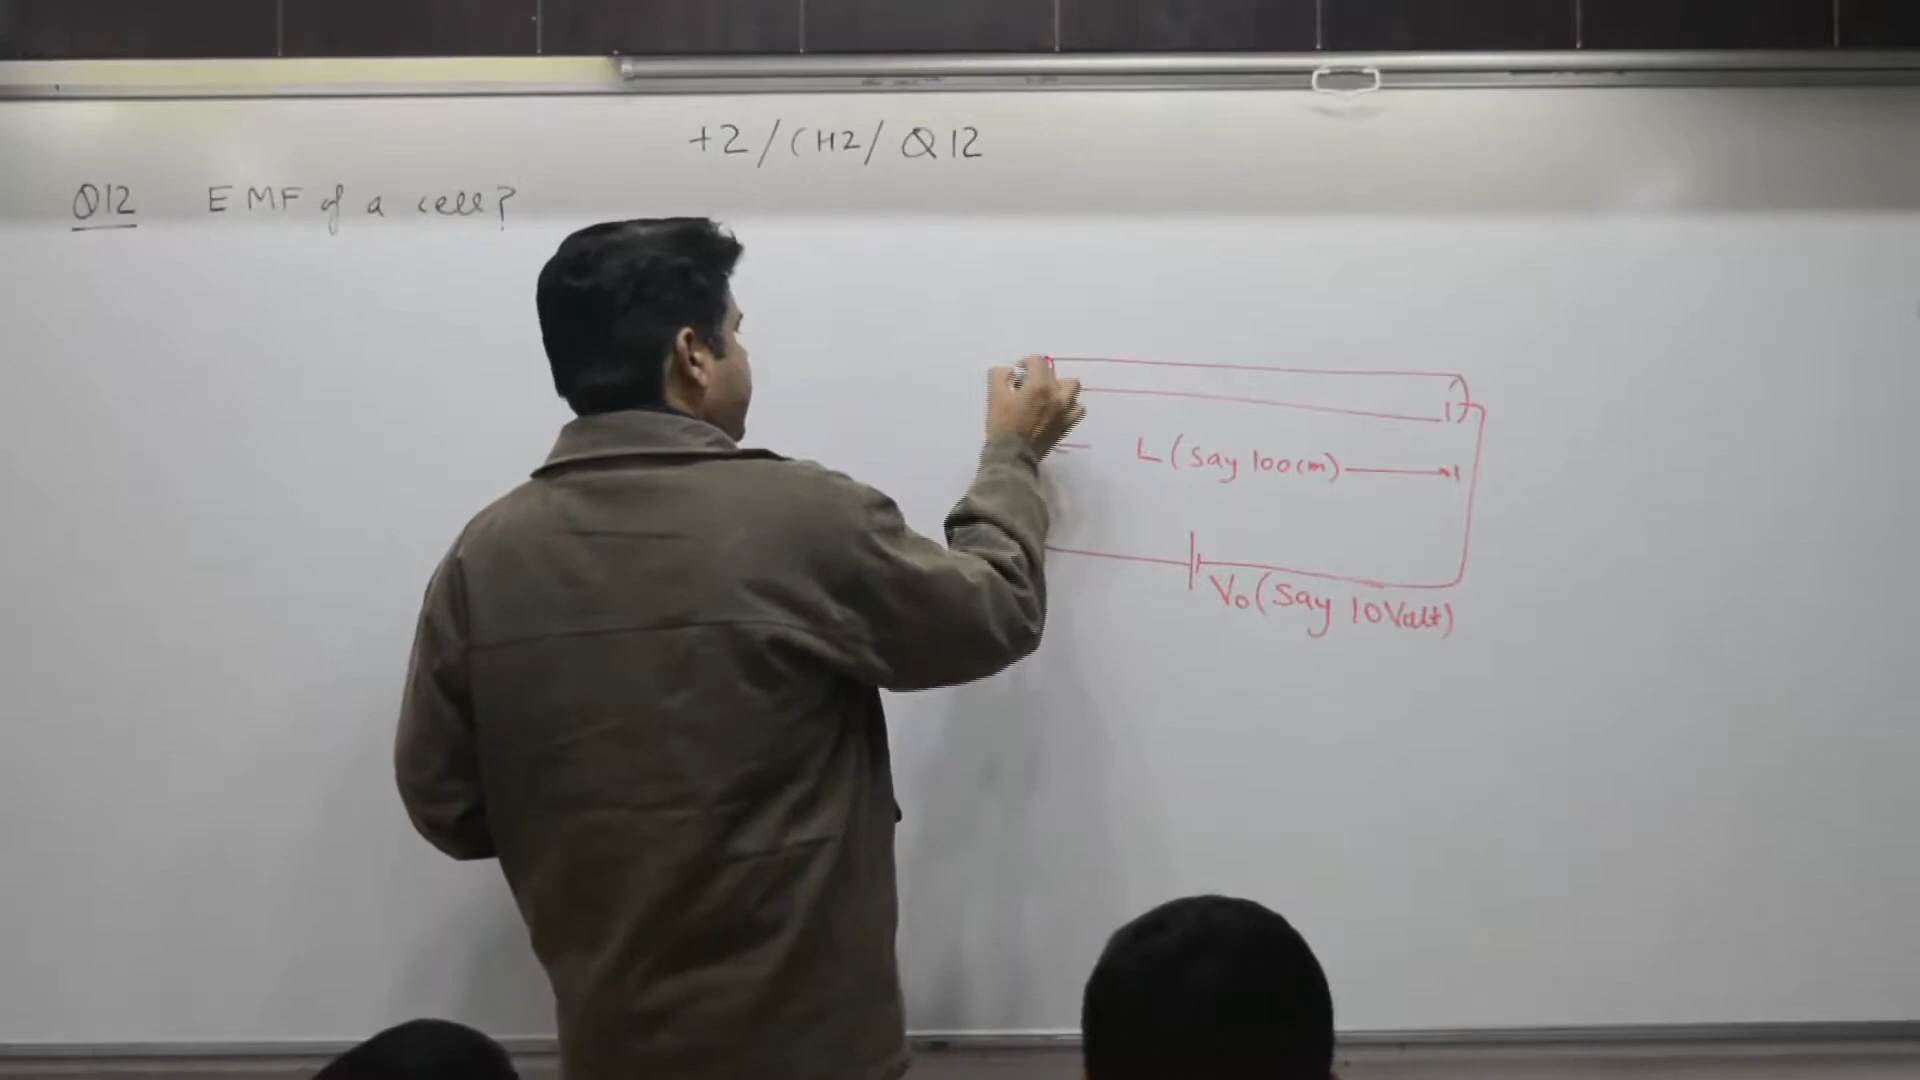 +2/CH2/Q12
Q12 EMF of a cell?
L(say 100cm)
V0(say 10Volt)